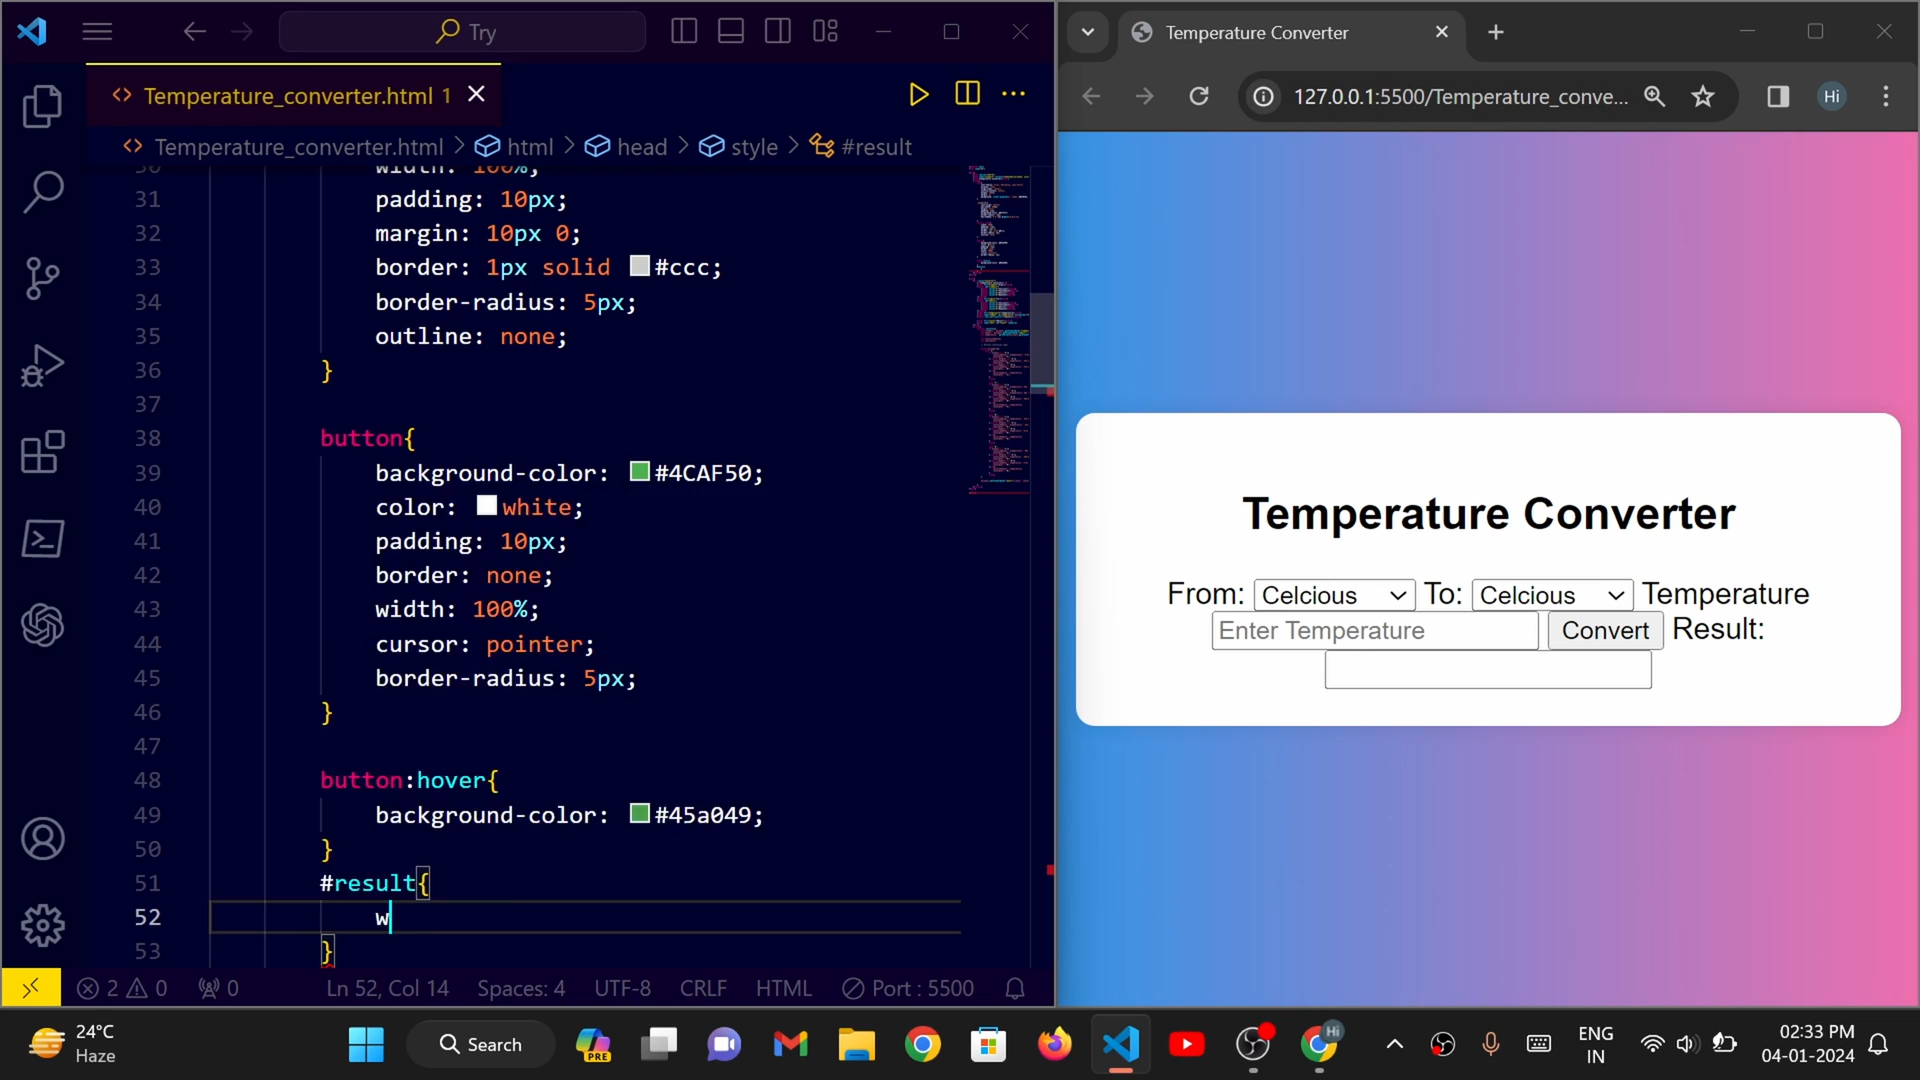 Try
Temperature_converter.html 1
Temperature_converter.html > html > head > style > #result
30 width: 100%;
31 padding: 10px;
32 margin: 10px 0;
33 border: 1px solid #ccc;
34 border-radius: 5px;
35 outline: none;
36 }
37
38 button{
39 background-color: #4CAF50;
40 color: white;
41 padding: 10px;
42 border: none;
43 width: 100%;
44 cursor: pointer;
45 border-radius: 5px;
46 }
47
48 button:hover{
49 background-color: #45a049;
50 }
51 #result{
52 w
53 }
2 0 0 Ln 52, Col 14 Spaces: 4 UTF-8 CRLF HTML Port : 5500
Temperature Converter
127.0.0.1:5500/Temperature_conve... Hi
Temperature Converter
From: Celcious To: Celcious Temperature
Enter Temperature Convert Result:
24°C
Haze
Search
PRE
Hi
ENG
IN
02:33 PM
04-01-2024